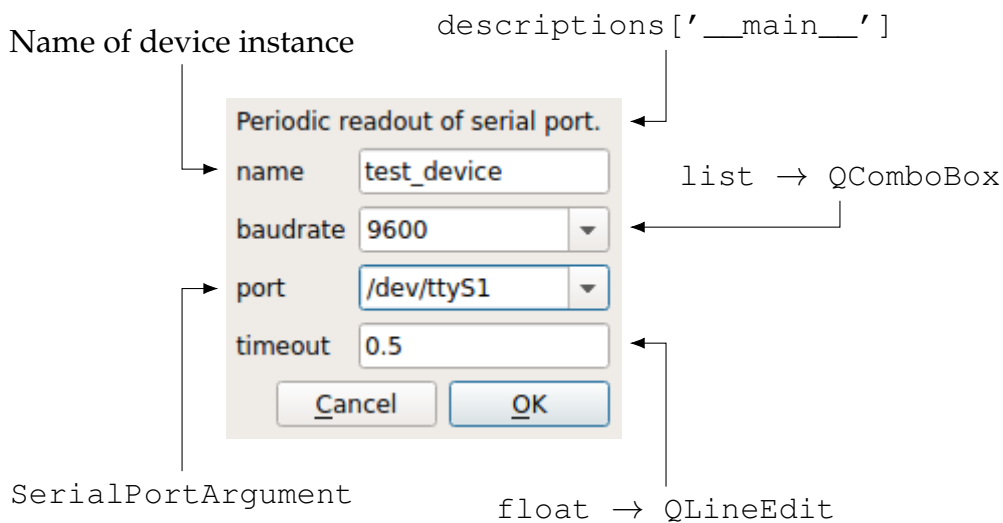 descriptions['__main__']
Name of device instance
Periodic readout of serial port.
name test_device
list → QComboBox
baudrate 9600
port /dev/ttyS1
timeout 0.5
Cancel OK
SerialPortArgument
float → QLineEdit